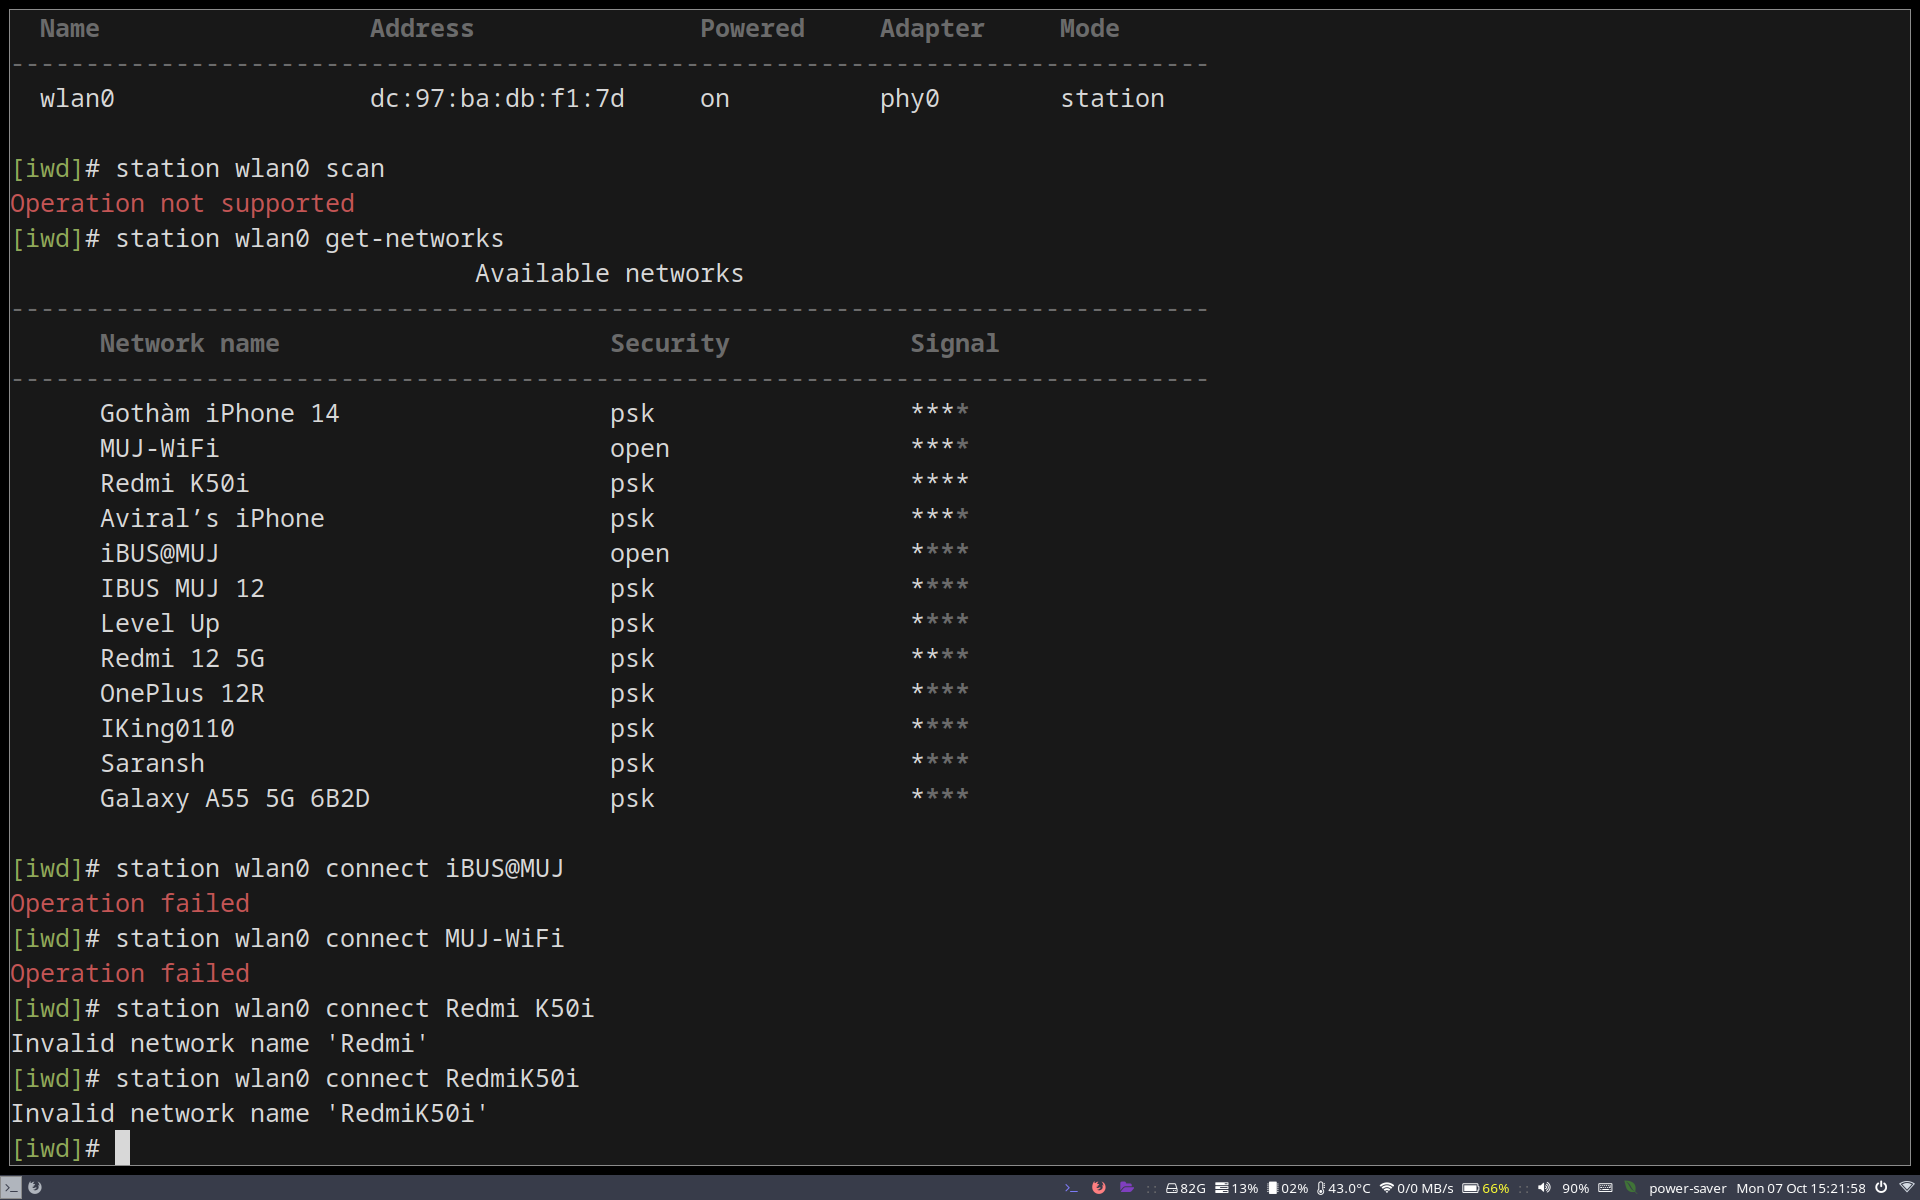 Name Address Powered Adapter Mode
--------------------------------------------------------------------------------
wlan0 dc:97:ba:db:f1:7d on phy0 station
[iwd]# station wlan0 scan
Operation not supported
[iwd]# station wlan0 get-networks
Available networks
--------------------------------------------------------------------------------
Network name Security Signal
--------------------------------------------------------------------------------
Gothàm iPhone 14 psk ****
MUJ-WiFi open ****
Redmi K50i psk ****
Aviral’s iPhone psk ****
iBUS@MUJ open ****
IBUS MUJ 12 psk ****
Level Up psk ****
Redmi 12 5G psk ****
OnePlus 12R psk ****
IKing0110 psk ****
Saransh psk ****
Galaxy A55 5G 6B2D psk ****
[iwd]# station wlan0 connect iBUS@MUJ
Operation failed
[iwd]# station wlan0 connect MUJ-WiFi
Operation failed
[iwd]# station wlan0 connect Redmi K50i
Invalid network name 'Redmi'
[iwd]# station wlan0 connect RedmiK50i
Invalid network name 'RedmiK50i'
[iwd]#
>_ >_ :: 82G 13% 02% 43.0°C 0/0 MB/s 66% :: 90% power-saver Mon 07 Oct 15:21:58